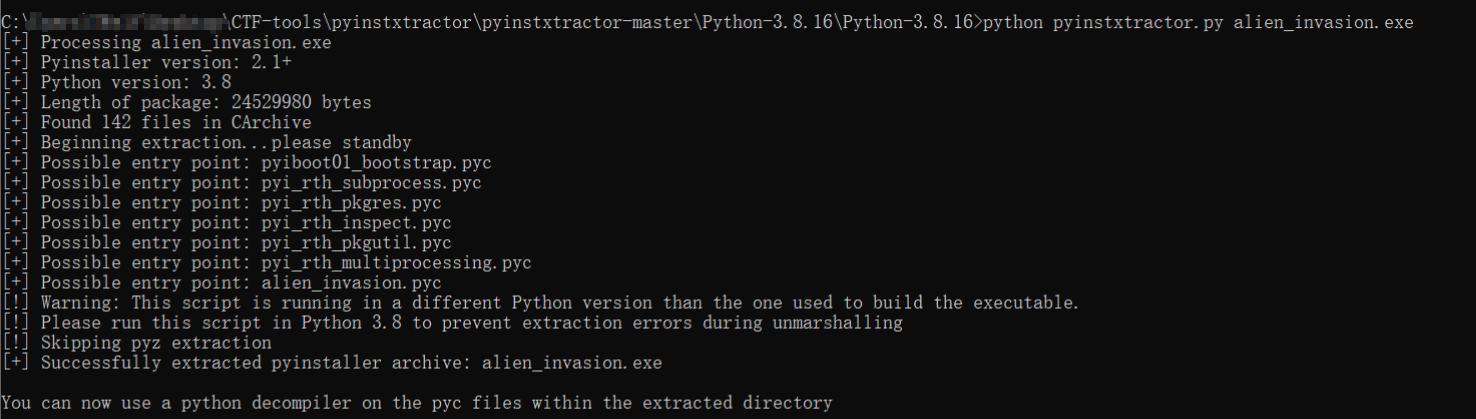 C:\ \CTF-tools\pyinstxtractor\pyinstxtractor-master\Python-3.8.16\Python-3.8.16>python pyinstxtractor.py alien_invasion.exe
[+] Processing alien_invasion.exe
[+] Pyinstaller version: 2.1+
[+] Python version: 3.8
[+] Length of package: 24529980 bytes
[+] Found 142 files in CArchive
[+] Beginning extraction...please standby
[+] Possible entry point: pyiboot01_bootstrap.pyc
[+] Possible entry point: pyi_rth_subprocess.pyc
[+] Possible entry point: pyi_rth_pkgres.pyc
[+] Possible entry point: pyi_rth_inspect.pyc
[+] Possible entry point: pyi_rth_pkgutil.pyc
[+] Possible entry point: pyi_rth_multiprocessing.pyc
[+] Possible entry point: alien_invasion.pyc
[!] Warning: This script is running in a different Python version than the one used to build the executable.
[!] Please run this script in Python 3.8 to prevent extraction errors during unmarshalling
[!] Skipping pyz extraction
[+] Successfully extracted pyinstaller archive: alien_invasion.exe
You can now use a python decompiler on the pyc files within the extracted directory